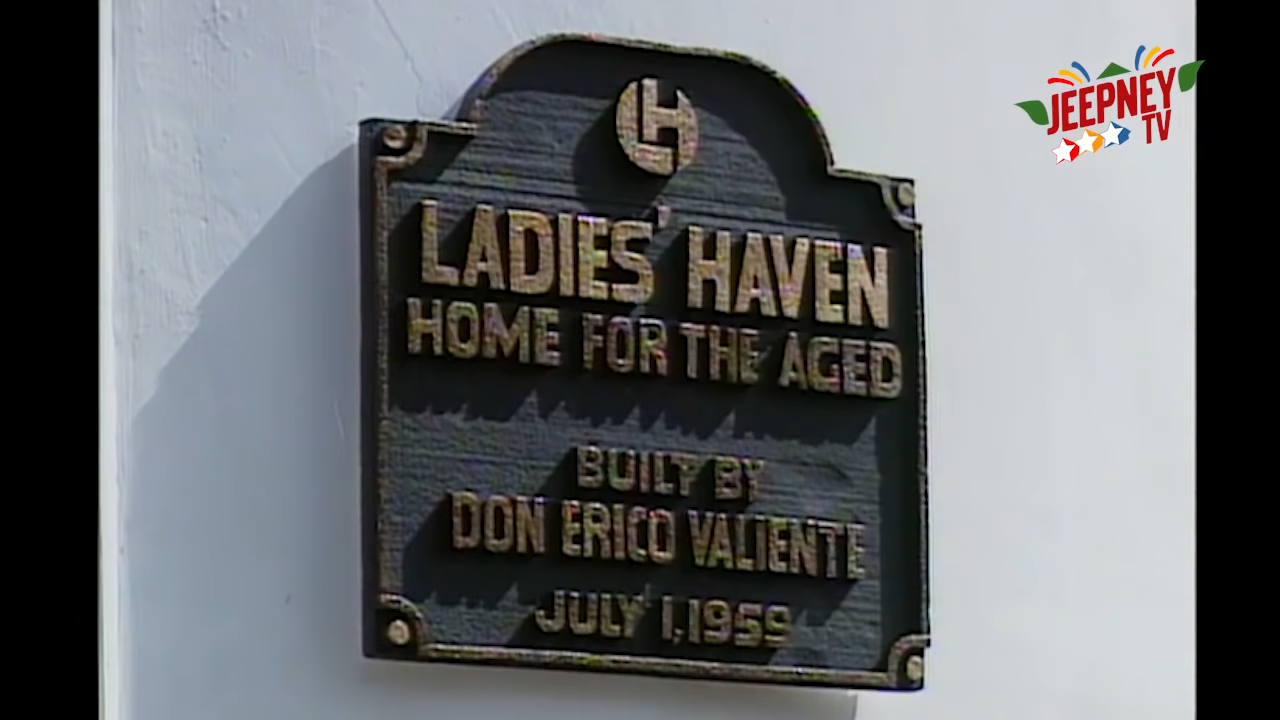 JEEPNEY
TV
LH
LADIES' HAVEN
HOME FOR THE AGED
BUILT BY
DON ERICO VALIENTE
JULY 1, 1959